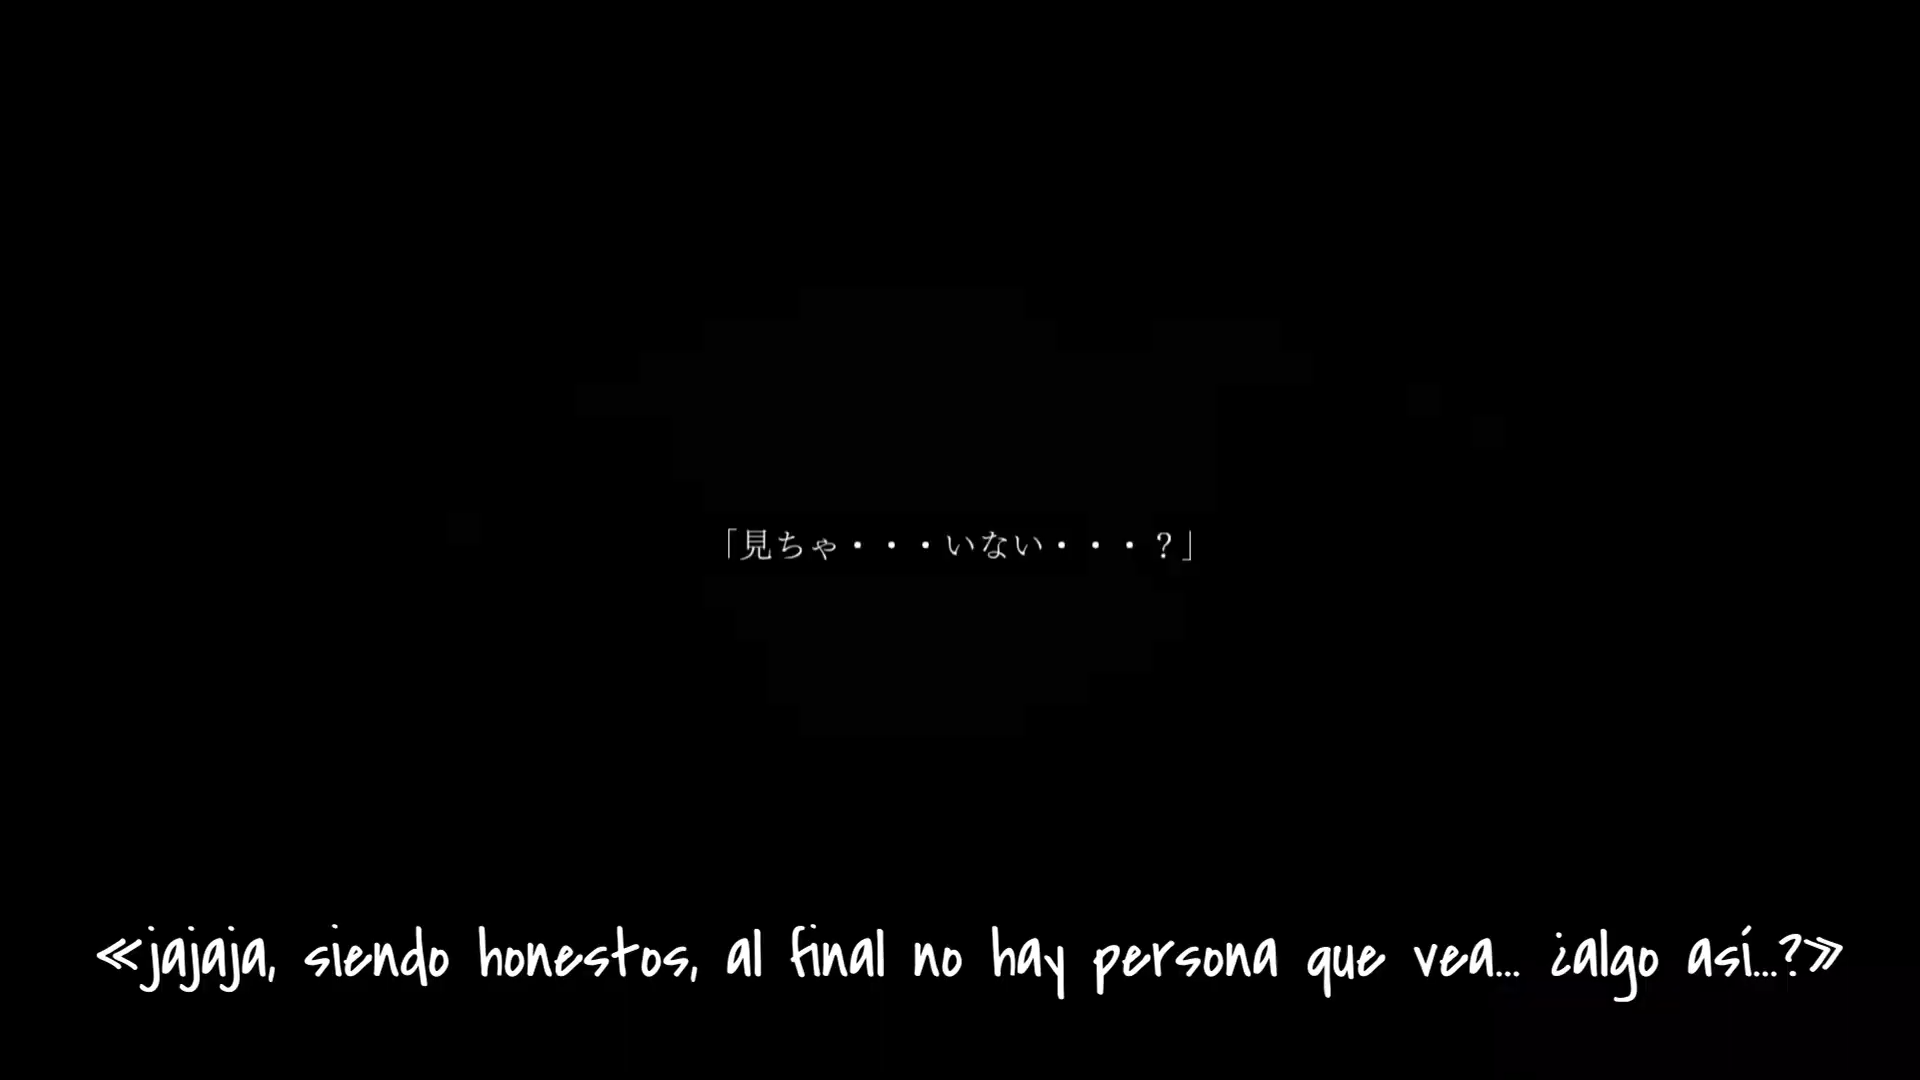 「見ちゃ・・・いない・・・？」
≪jajaja, siendo honestos, al final no hay persona que vea... ¿algo así...?≫